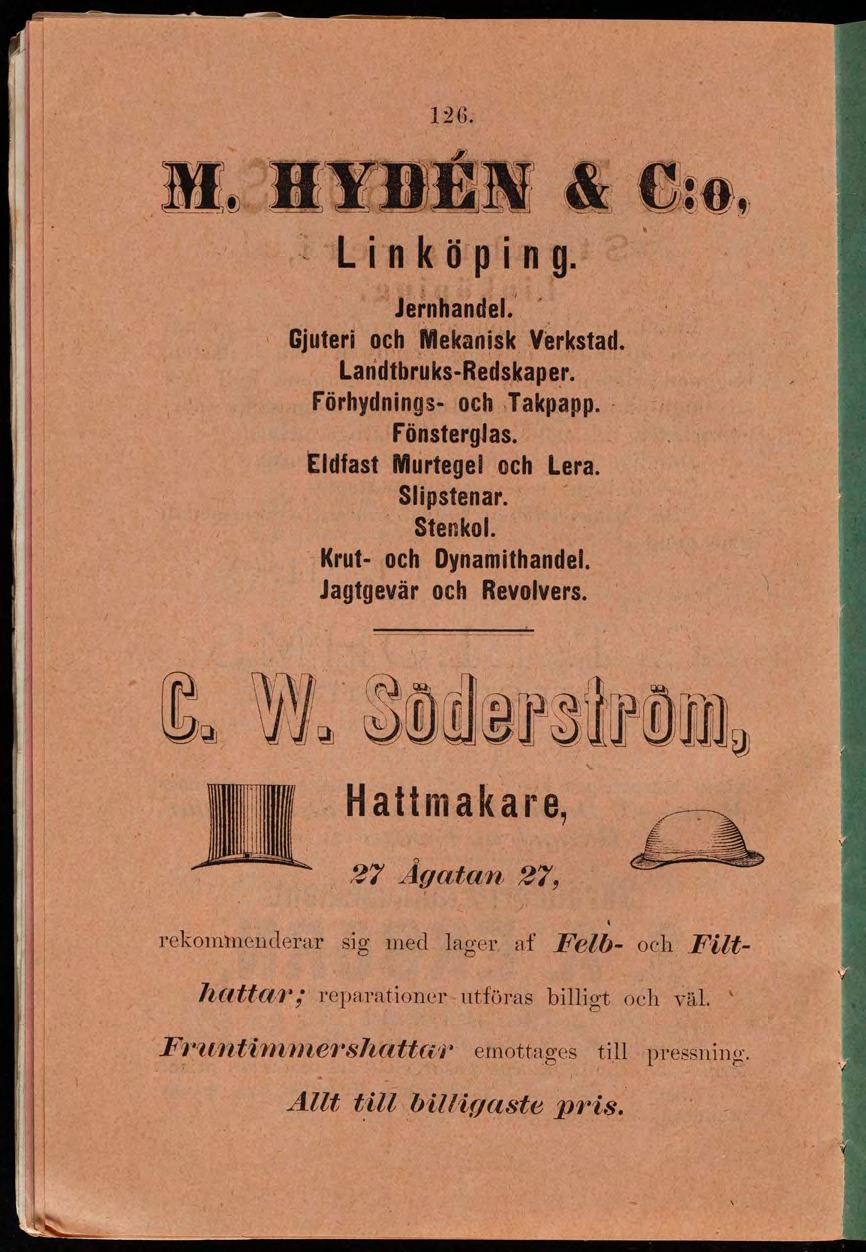 126.
M. HYDÉN & C:o,
Linköping.
Jernhandel.
Gjuteri och Mekanisk Verkstad.
Landtbruks-Redskaper.
Förhydnings- och Takpapp.
Fönsterglas.
Eldfast Murtegel och Lera.
Slipstenar.
Stenkol.
Krut- och Dynamithandel.
Jagtgevär och Revolvers.
C. W. Söderström,
Hattmakare,
27 Ågatan 27,
rekommenderar sig med lager af Felb- och Filt-
hattar; reparationer utföras billigt och väl.
Fruntimmershattar emottages till pressning.
Allt till billigaste pris.